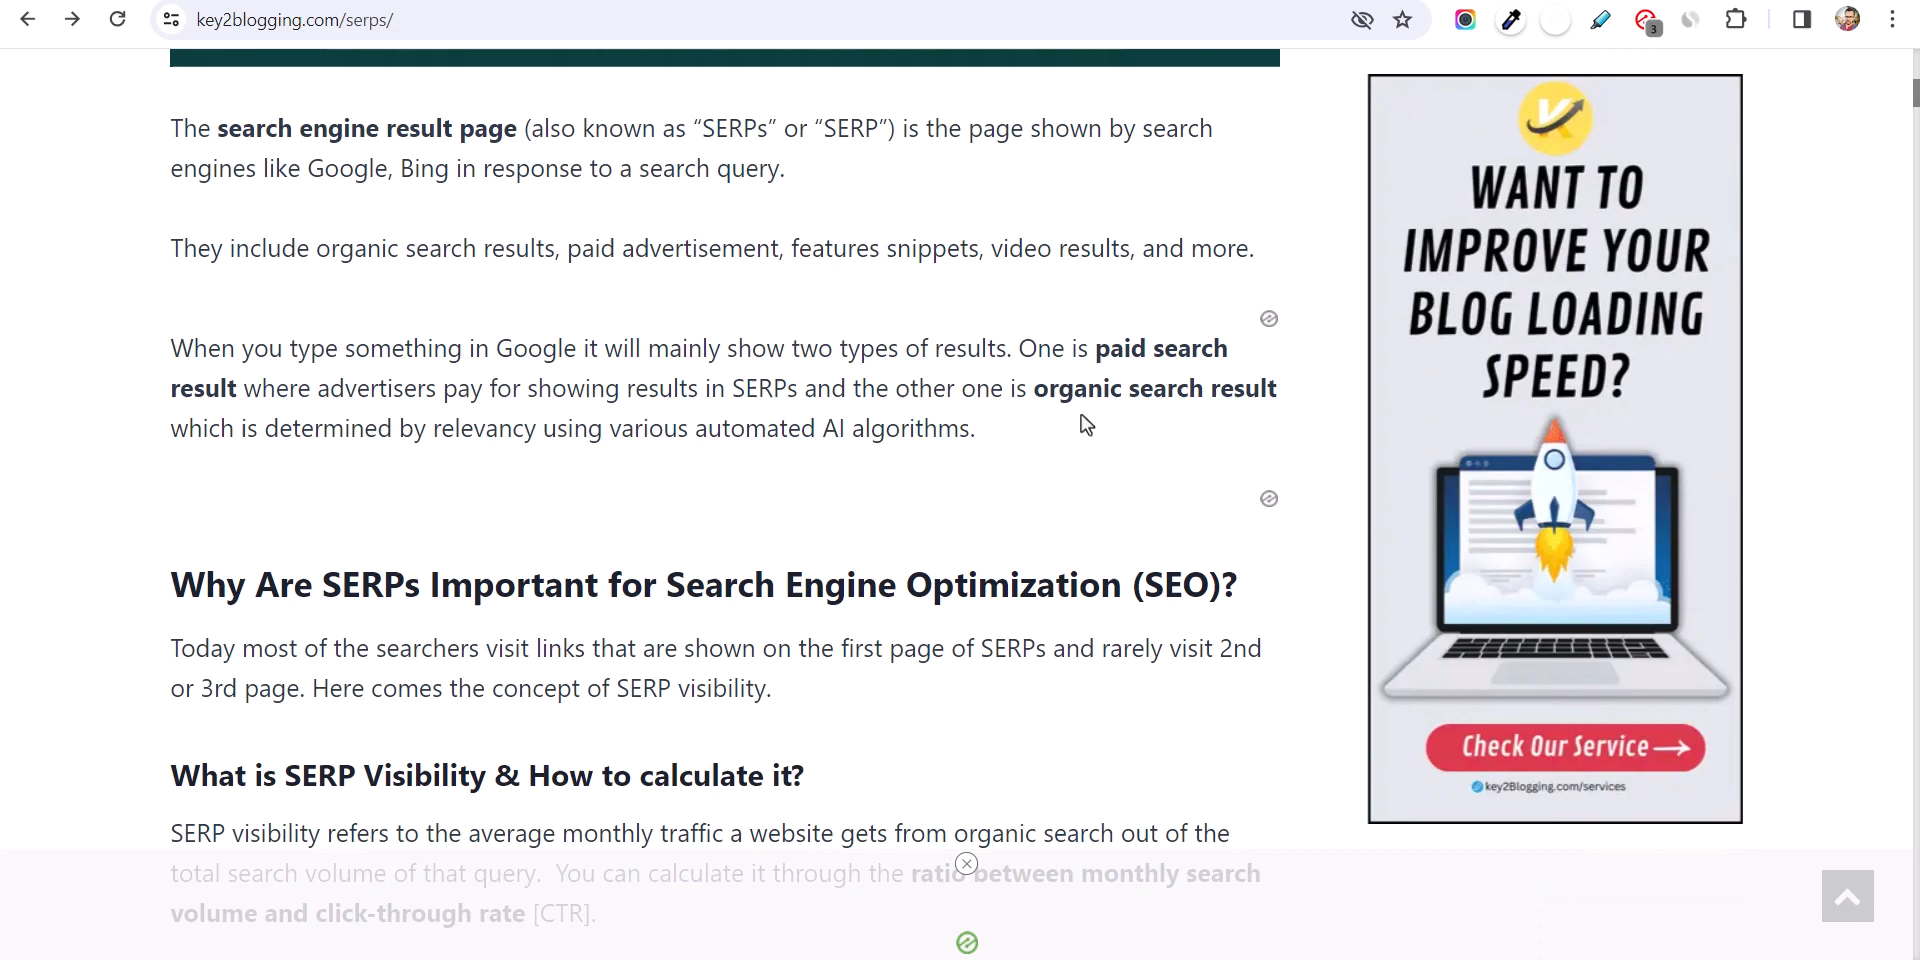 key2blogging.com/serps/
3
The search engine result page (also known as “SERPs” or “SERP”) is the page shown by search
engines like Google, Bing in response to a search query.
They include organic search results, paid advertisement, features snippets, video results, and more.
When you type something in Google it will mainly show two types of results. One is paid search
result where advertisers pay for showing results in SERPs and the other one is organic search result
which is determined by relevancy using various automated AI algorithms.
Why Are SERPs Important for Search Engine Optimization (SEO)?
Today most of the searchers visit links that are shown on the first page of SERPs and rarely visit 2nd
or 3rd page. Here comes the concept of SERP visibility.
What is SERP Visibility & How to calculate it?
SERP visibility refers to the average monthly traffic a website gets from organic search out of the
total search volume of that query.  You can calculate it through the ratio between monthly search
volume and click-through rate [CTR].
K
WANT TO
IMPROVE YOUR
BLOG LOADING
SPEED?
Check Our Service
key2Blogging.com/services